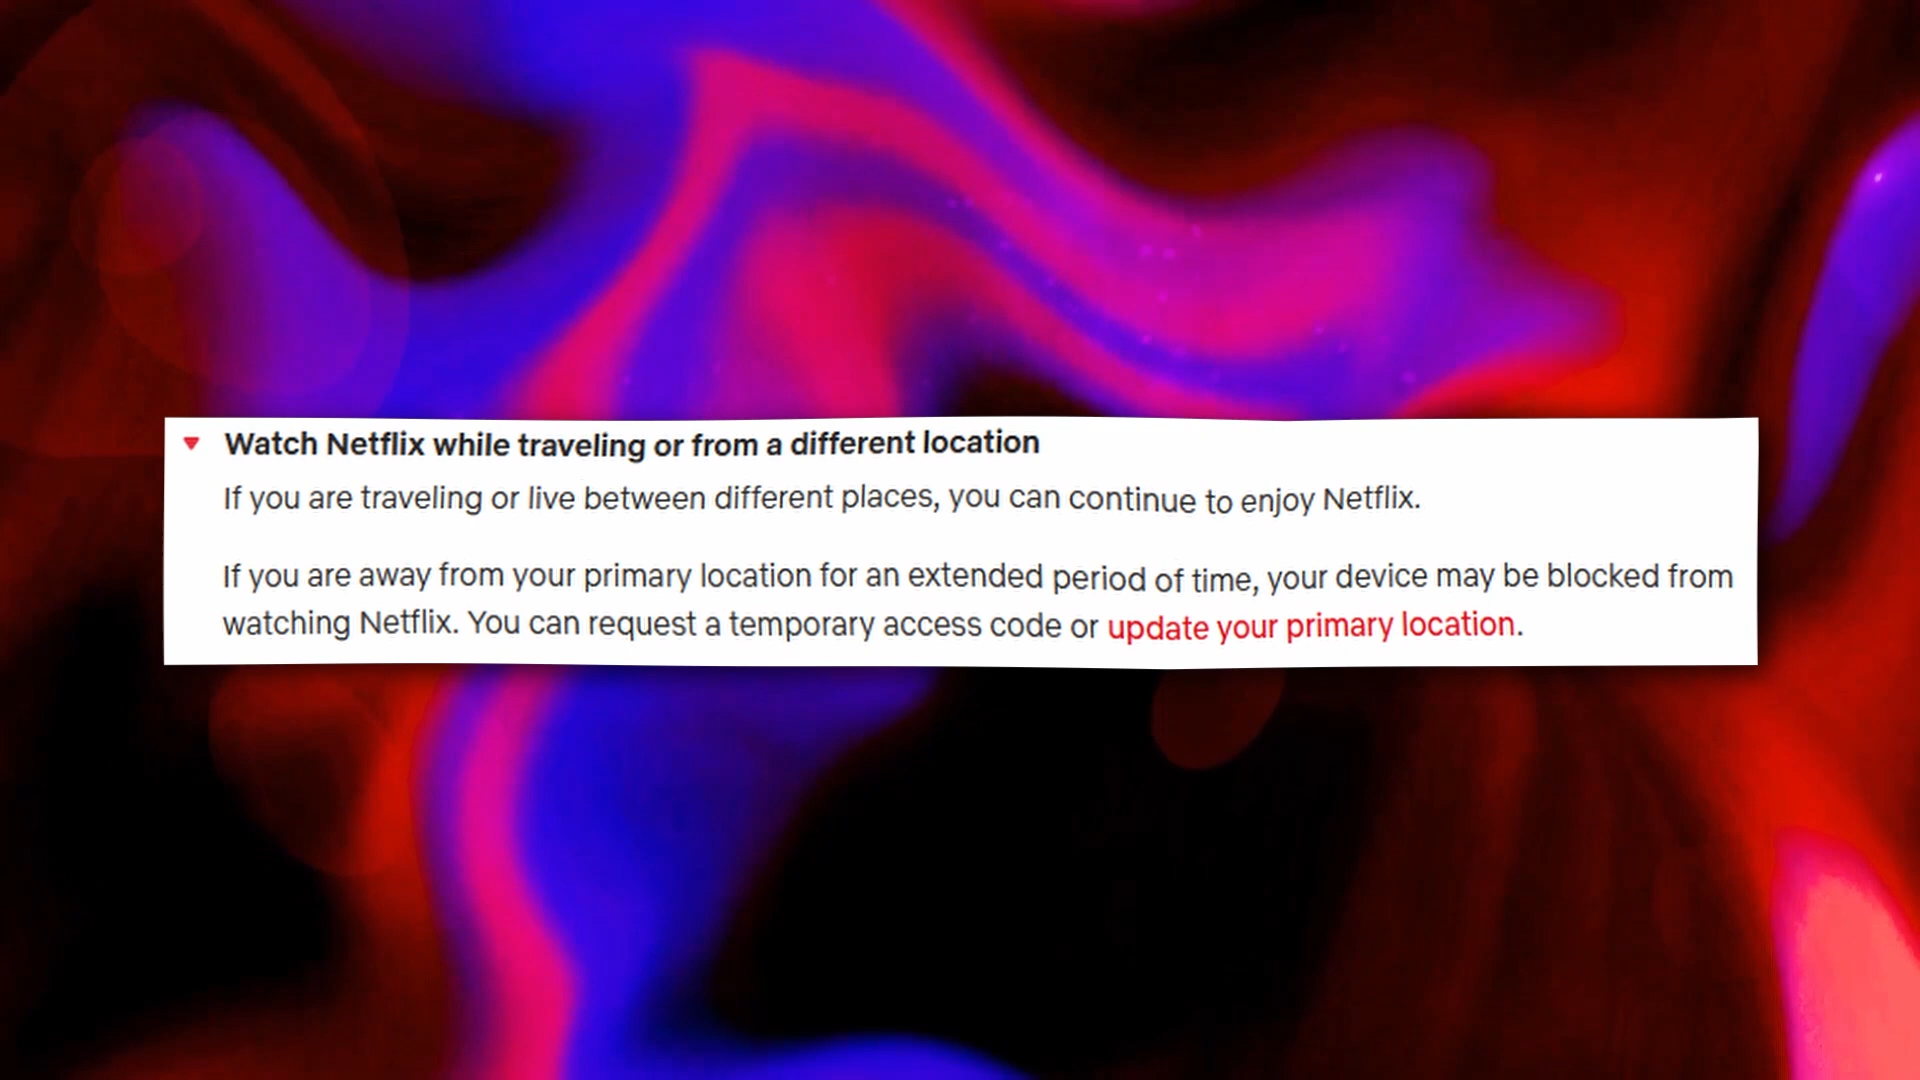 Watch Netflix while traveling or from a different location
If you are traveling or live between different places, you can continue to enjoy Netflix.
If you are away from your primary location for an extended period of time, your device may be blocked from
watching Netflix. You can request a temporary access code or update your primary location.